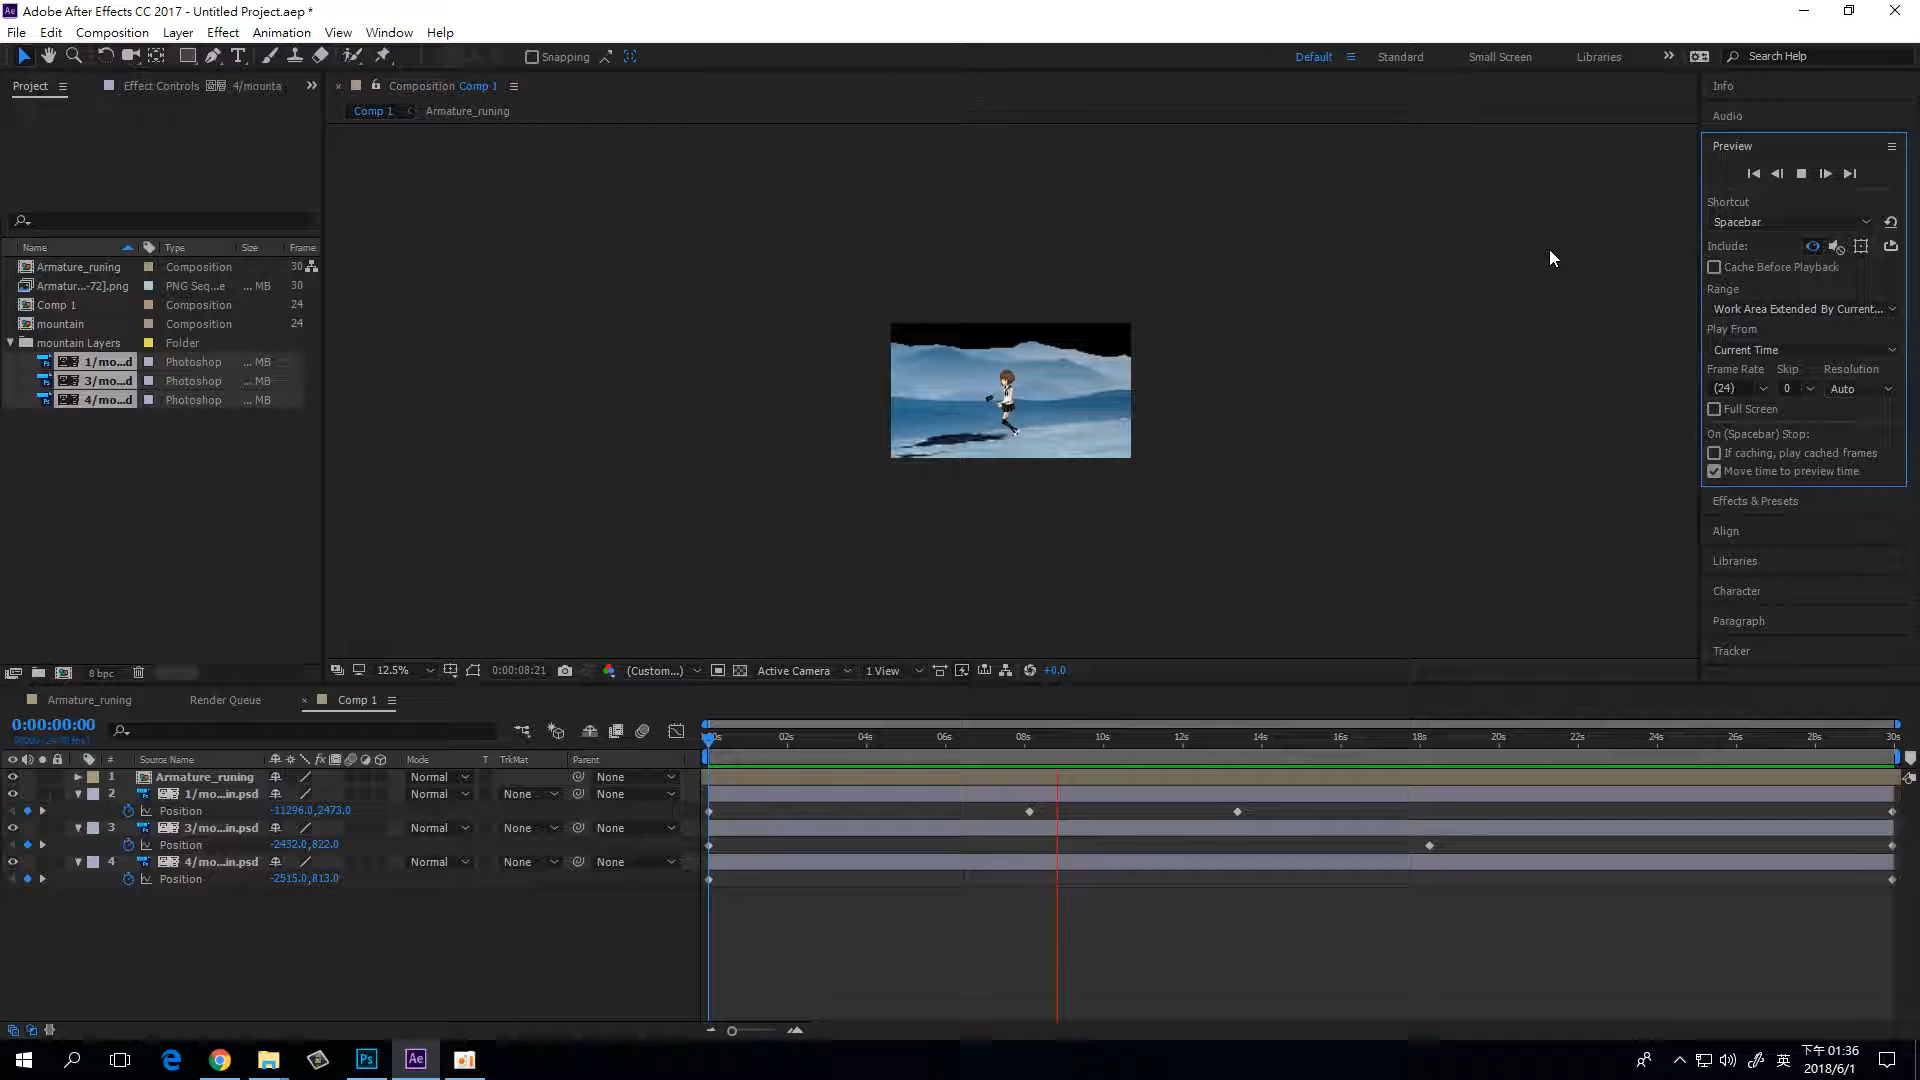 Adobe After Effects CC 2017 - Untitled Project.aep *
File Edit Composition Layer Effect Animation View Window Help
Snapping
Default Standard Small Screen Libraries Search Help
Project Effect Controls 4/mounta
Composition Comp 1
Comp 1 Armature_runing
Name Type Size Frame
Armature_runing Composition 30
Armatur...-72].png PNG Seq...e ... MB 30
Comp 1 Composition 24
mountain Composition 24
mountain Layers Folder
1/mo...d Photoshop ... MB
3/mo...d Photoshop ... MB
4/mo...d Photoshop ... MB
8 bpc
12.5% 0:00:08:21 (Custom...) Active Camera 1 View +0.0
Info
Audio
Preview
Shortcut
Spacebar
Include:
Cache Before Playback
Range
Work Area Extended By Current...
Play From
Current Time
Frame Rate Skip Resolution
(24) 0 Auto
Full Screen
On (Spacebar) Stop:
If caching, play cached frames
Move time to preview time
Effects & Presets
Align
Libraries
Character
Paragraph
Tracker
Armature_runing Render Queue Comp 1
0:00:00:00
02s 04s 06s 08s 10s 12s 14s 16s 18s 20s 22s 24s 26s 28s 30s
# Source Name fx Mode T TrkMat Parent
1 Armature_runing Normal None
2 1/mo...in.psd Normal None None
Position -11296.0,2473.0
3 3/mo...in.psd Normal None None
Position -2432.0,822.0
4 4/mo...in.psd Normal None None
Position -2515.0,813.0
Ps Ae
英
下午 01:36
2018/6/1